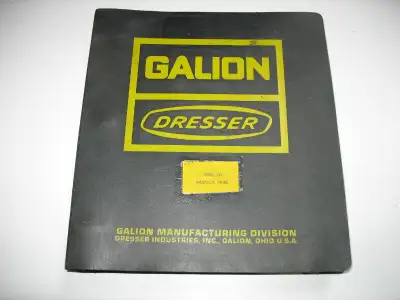 GALION
DRESSER
GALION MANUFACTURING DIVISION
DRESSER INDUSTRIES, INC., GALION, OHIO U.S.A.